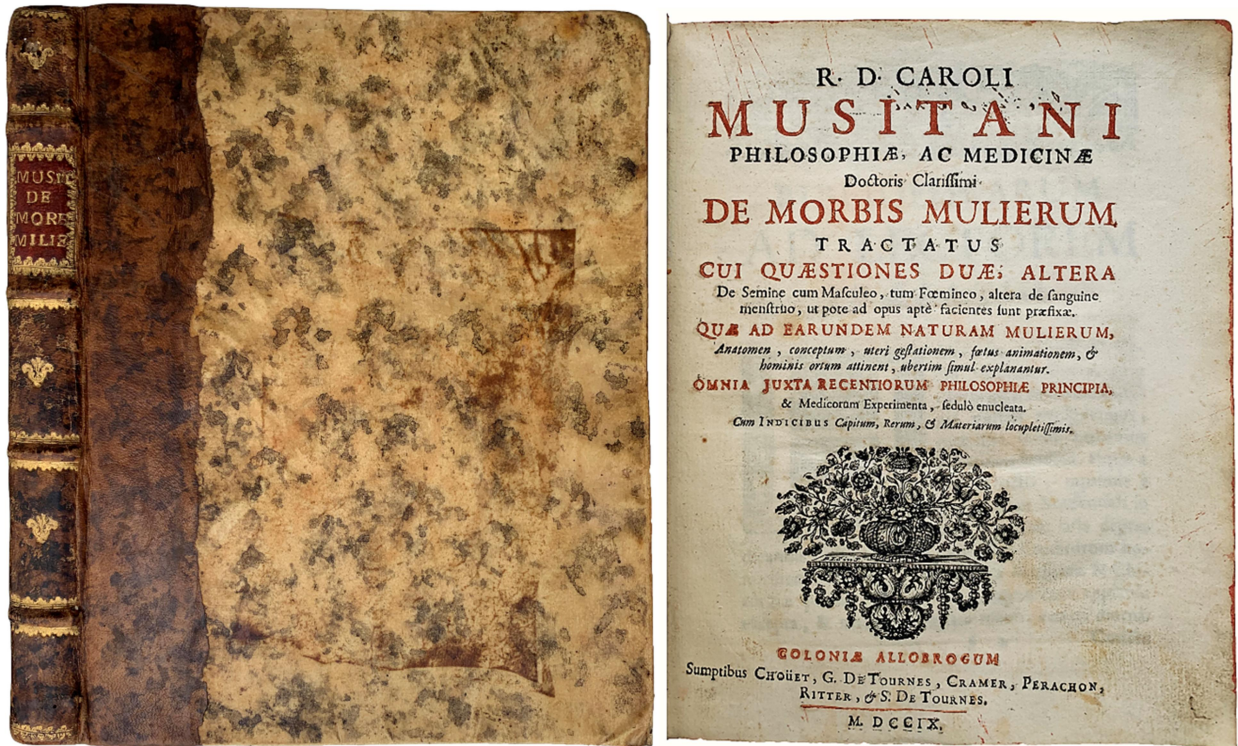 MUSIT
DE
MORB
MILIE
R. D. CAROLI
MUSITANI
PHILOSOPHIÆ, AC MEDICINÆ
Doctoris Clarissimi.
DE MORBIS MULIERUM
TRACTATUS
CUI QUÆSTIONES DUÆ; ALTERA
De Semine cum Masculeo, tum Fœmineo, altera de sanguine
menstruo, ut pote ad opus aptè facientes sunt præfixæ.
QUÆ AD EARUNDEM NATURAM MULIERUM,
Anatomen, conceptum, uteri gestationem, fœtus animationem, &
hominis ortum attinent, ubertim simul explanantur.
OMNIA JUXTA RECENTIORUM PHILOSOPHIÆ PRINCIPIA,
& Medicorum Experimenta, sedulò enucleata.
Cum INDICIBUS Capitum, Rerum, & Materiarum locupletissimis.
COLONIÆ ALLOBROGUM
Sumptibus CHOÜET, G. DE TOURNES, CRAMER, PERACHON,
RITTER, & S. DE TOURNES.
M. DCCIX.